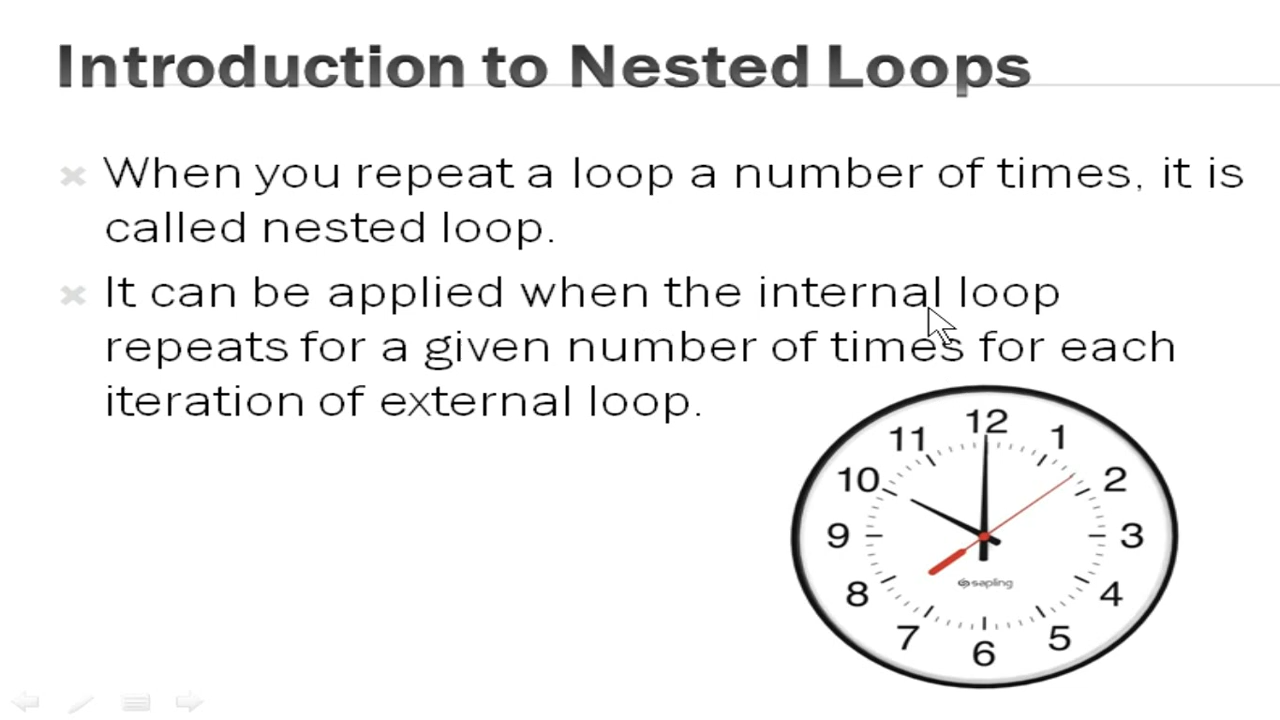 Introduction to Nested Loops
When you repeat a loop a number of times, it is
called nested loop.
It can be applied when the internal loop
repeats for a given number of times for each
iteration of external loop.
12
11 1
10 2
9 3
sapling
8 4
7 5
6